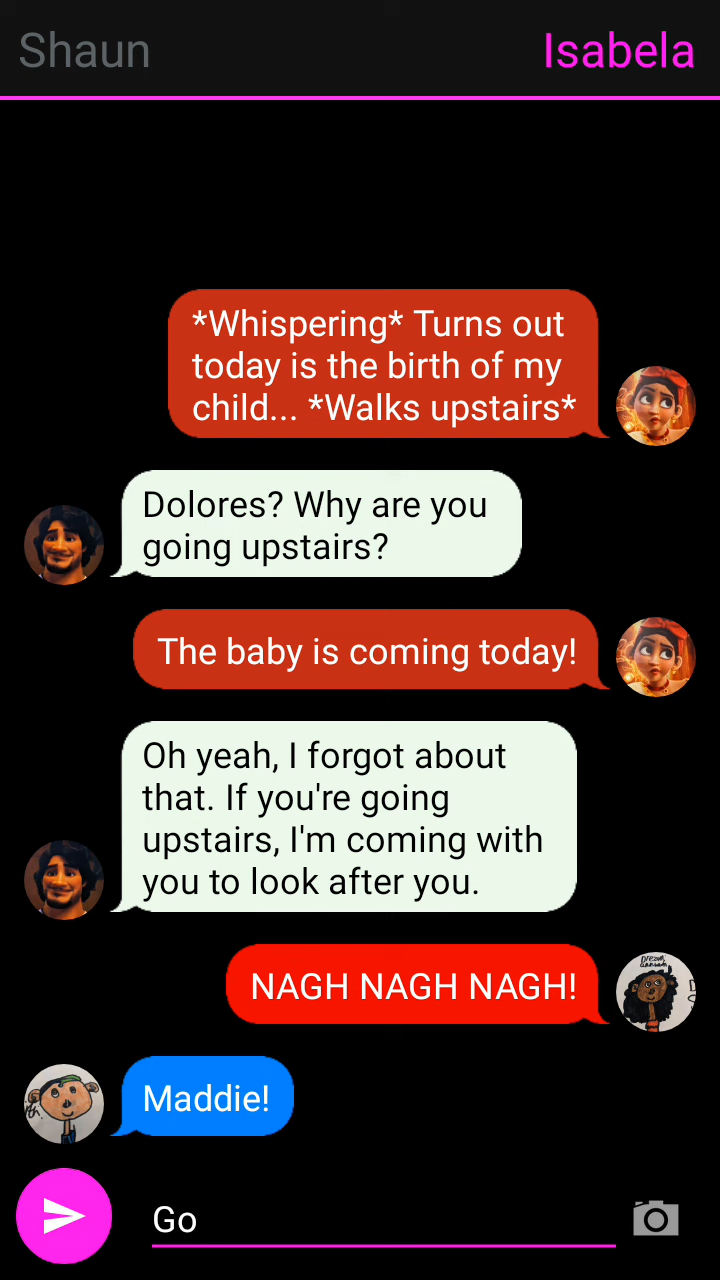 Shaun Isabela
*Whispering* Turns out
today is the birth of my
child... *Walks upstairs*
Dolores? Why are you
going upstairs?
The baby is coming today!
Oh yeah, I forgot about
that. If you're going
upstairs, I'm coming with
you to look after you.
NAGH NAGH NAGH!
Maddie!
Go